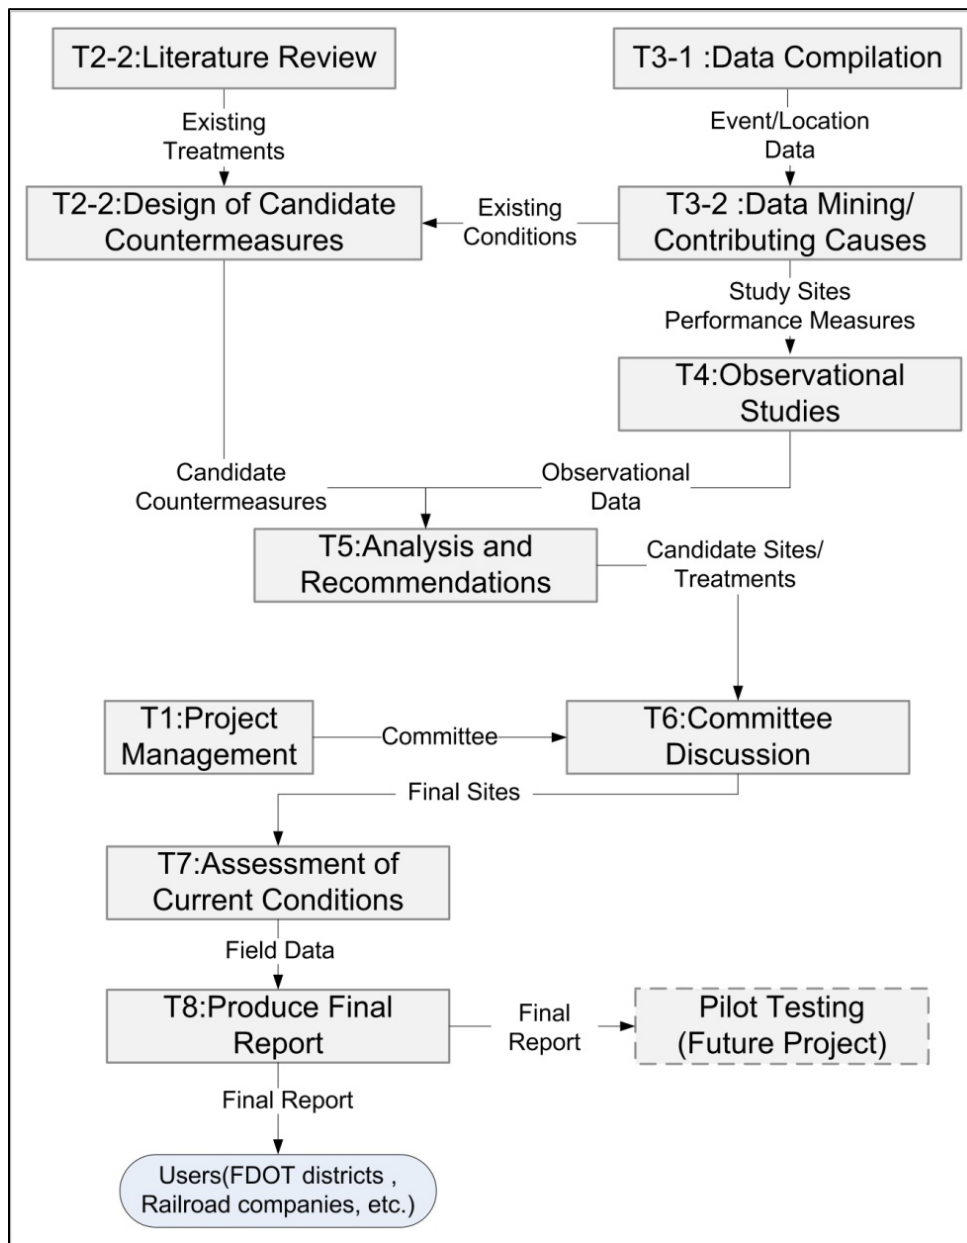 T2-2:Literature Review
T3-1 :Data Compilation
Existing
Treatments
Event/Location
Data
T2-2:Design of Candidate
Countermeasures
Existing
Conditions
T3-2 :Data Mining/
Contributing Causes
Study Sites
Performance Measures
T4:Observational
Studies
Candidate
Countermeasures
Observational
Data
T5:Analysis and
Recommendations
Candidate Sites/
Treatments
T1:Project
Management
Committee
T6:Committee
Discussion
Final Sites
T7:Assessment of
Current Conditions
Field Data
T8:Produce Final
Report
Final
Report
Pilot Testing
(Future Project)
Final Report
Users(FDOT districts ,
Railroad companies, etc.)